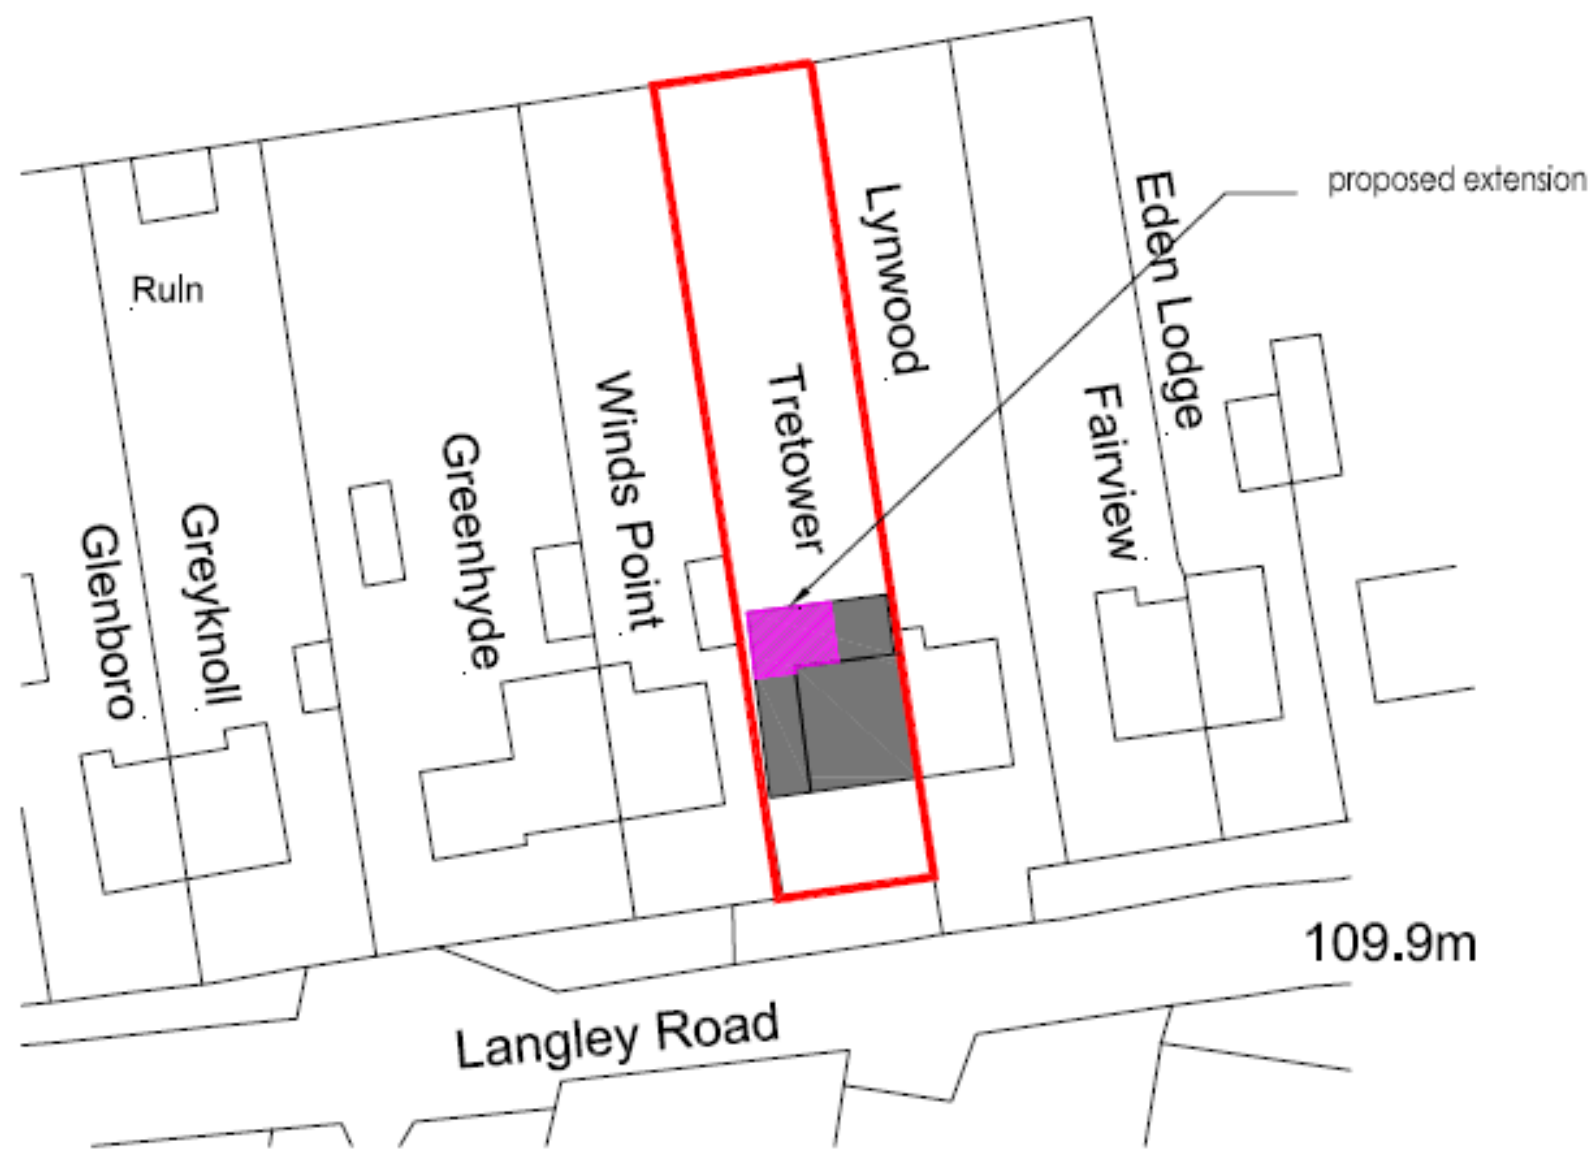 proposed extension
Lynwood
Eden Lodge
Ruln
Tretower
Winds Point
Fairview
Greenhyde
Greyknoll
Glenboro
109.9m
Langley Road